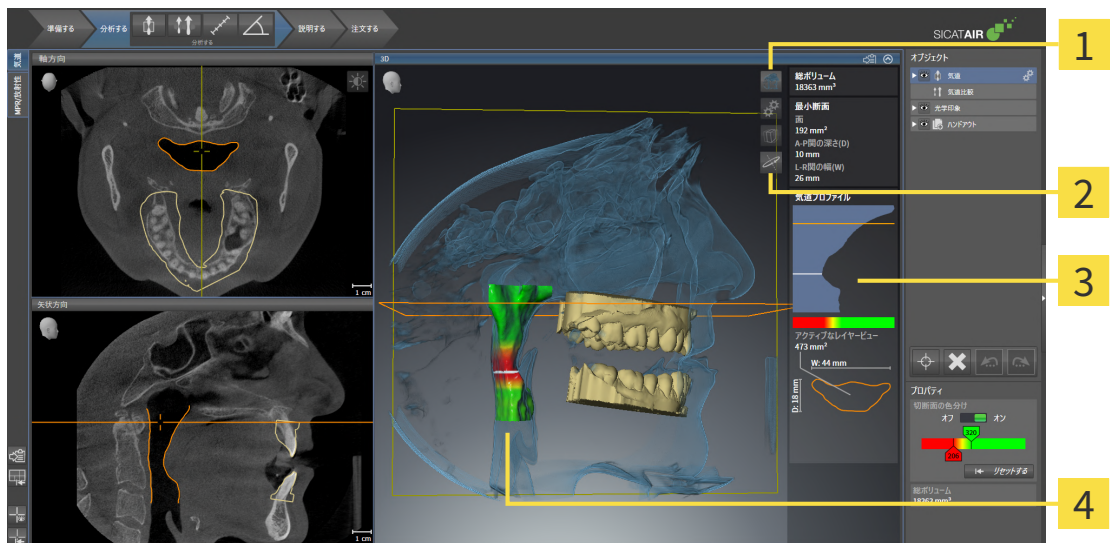 準備する
分析する
分析する
説明する
注文する
SICATAIR
1
気道
MPR/放射性
軸方向
1 cm
矢状方向
1 cm
3D
総ボリューム
18363 mm³
最小断面
面
192 mm²
A-P間の深さ(D)
10 mm
L-R間の幅(W)
26 mm
気道プロファイル
アクティブなレイヤービュー
473 mm²
W: 44 mm
D: 18 mm
オブジェクト
気道
気道比較
光学印象
ハンドアウト
2
3
プロパティ
切断面の色分け
オフ
オン
320
206
リセットする
総ボリューム
18363 mm³
4